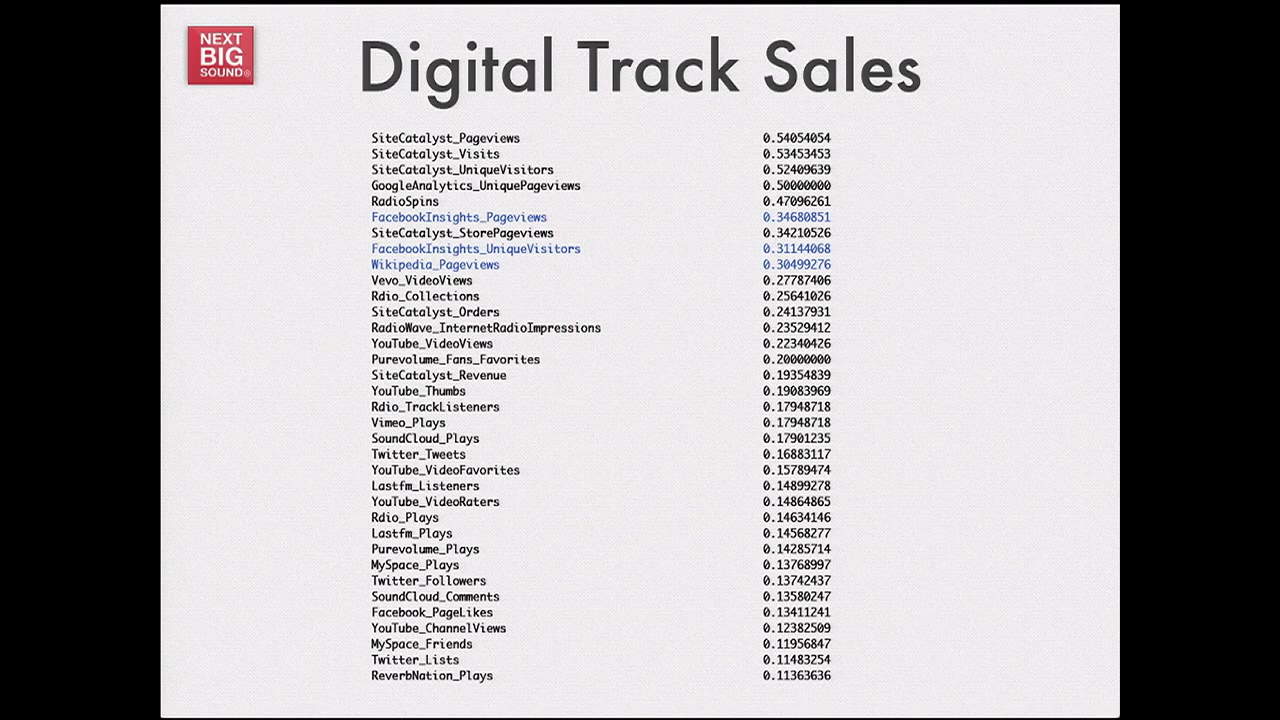 NEXT
BIG
SOUND®
Digital Track Sales
SiteCatalyst_Pageviews 0.54054054
SiteCatalyst_Visits 0.53453453
SiteCatalyst_UniqueVisitors 0.52409639
GoogleAnalytics_UniquePageviews 0.50000000
RadioSpins 0.47096261
FacebookInsights_Pageviews 0.34680851
SiteCatalyst_StorePageviews 0.34210526
FacebookInsights_UniqueVisitors 0.31144068
Wikipedia_Pageviews 0.30499276
Vevo_VideoViews 0.27787406
Rdio_Collections 0.25641026
SiteCatalyst_Orders 0.24137931
RadioWave_InternetRadioImpressions 0.23529412
YouTube_VideoViews 0.22340426
Purevolume_Fans_Favorites 0.20000000
SiteCatalyst_Revenue 0.19354839
YouTube_Thumbs 0.19083969
Rdio_TrackListeners 0.17948718
Vimeo_Plays 0.17948718
SoundCloud_Plays 0.17901235
Twitter_Tweets 0.16883117
YouTube_VideoFavorites 0.15789474
Lastfm_Listeners 0.14899278
YouTube_VideoRaters 0.14864865
Rdio_Plays 0.14634146
Lastfm_Plays 0.14568277
Purevolume_Plays 0.14285714
MySpace_Plays 0.13768997
Twitter_Followers 0.13742437
SoundCloud_Comments 0.13580247
Facebook_PageLikes 0.13411241
YouTube_ChannelViews 0.12382509
MySpace_Friends 0.11956847
Twitter_Lists 0.11483254
ReverbNation_Plays 0.11363636